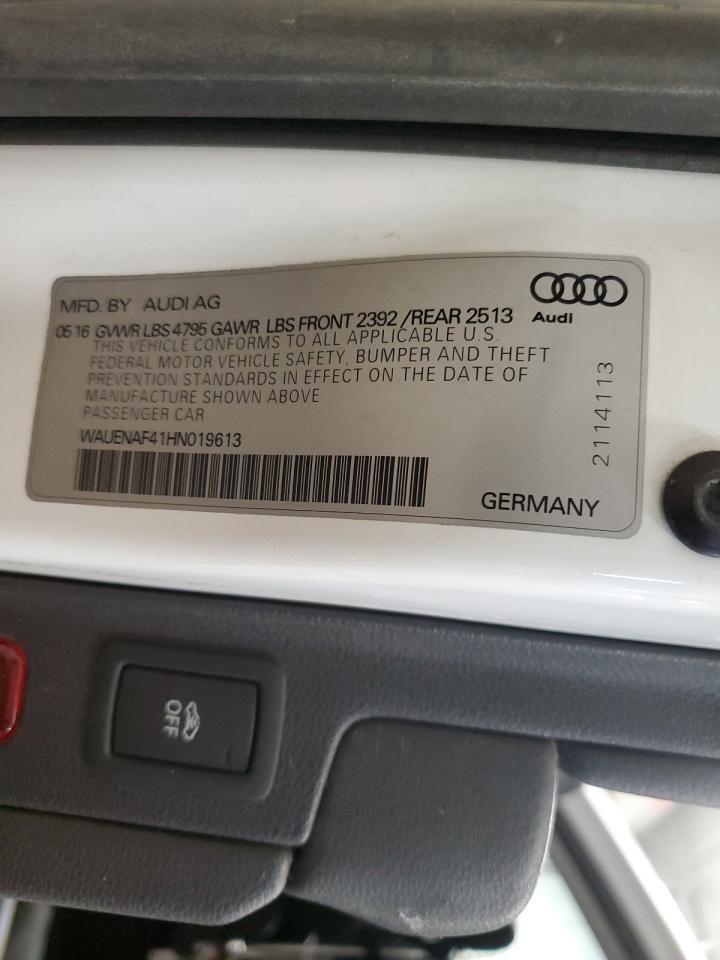 MFD. BY AUDI AG
05 16 GVWR LBS 4795 GAWR LBS FRONT 2392 /REAR 2513
Audi
THIS VEHICLE CONFORMS TO ALL APPLICABLE U.S.
FEDERAL MOTOR VEHICLE SAFETY, BUMPER AND THEFT
PREVENTION STANDARDS IN EFFECT ON THE DATE OF
MANUFACTURE SHOWN ABOVE
PASSENGER CAR
WAUENAF41HN019613
GERMANY
2114113
OFF